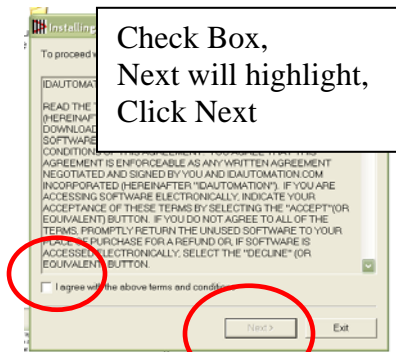 Check Box,
Next will highlight,
Click Next
Installing
To proceed
IDAUTOMAT
READ THE
(HEREINAFTER
DOWNLOAD
SOFTWARE
CONDITIONS OF THIS AGREEMENT. YOU AGREE THAT THIS
AGREEMENT IS ENFORCEABLE AS ANY WRITTEN AGREEMENT
NEGOTIATED AND SIGNED BY YOU AND IDAUTOMATION.COM
INCORPORATED (HEREINAFTER "IDAUTOMATION"). IF YOU ARE
ACCESSING SOFTWARE ELECTRONICALLY, INDICATE YOUR
ACCEPTANCE OF THESE TERMS BY SELECTING THE "ACCEPT"(OR
EQUIVALENT) BUTTON. IF YOU DO NOT AGREE TO ALL OF THE
TERMS, PROMPTLY RETURN THE UNUSED SOFTWARE TO YOUR
PLACE OF PURCHASE FOR A REFUND OR, IF SOFTWARE IS
ACCESSED ELECTRONICALLY, SELECT THE "DECLINE" (OR
EQUIVALENT) BUTTON.
I agree with the above terms and conditions
Next >
Exit